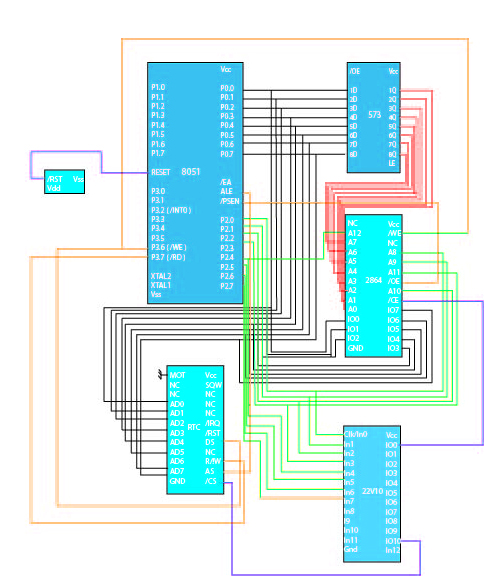 Vcc
P1.0 P0.0
P1.1 P0.1
P1.2 P0.2
P1.3 P0.3
P1.4 P0.4
P1.5 P0.5
P1.6 P0.6
P1.7 P0.7
RESET 8051
/EA
P3.0 ALE
P3.1 /PSEN
P3.2 (/INT0)
P3.3 P2.0
P3.4 P2.1
P3.5 P2.2
P3.6 (/WE) P2.3
P3.7 (/RD) P2.4
P2.5
XTAL2 P2.6
XTAL1 P2.7
Vss
/OE Vcc
1D 1Q
2D 2Q
3D 3Q
573
4D 4Q
5D 5Q
6D 6Q
7D 7Q
8D 8Q
LE
/RST Vss
NC Vcc
A12 /WE
A7 NC
A6 A8
A5 A9
A4 A11
A3 2864 /OE
A2 A10
A1 /CE
A0 IO7
IO0 IO6
IO1 IO5
IO2 IO4
GND IO3
MOT Vcc
NC SQW
NC NC
AD0 NC
AD1 NC
AD2 /IRQ
RTC
AD3 /RST
AD4 DS
AD5 NC
AD6 R/W
AD7 AS
GND /CS
Clk/In0 Vcc
In1 IO0
In2 IO1
In3 IO2
In4 IO3
In5 IO4
In6 22V10 IO5
In7 IO6
In8 IO7
I9 IO8
In10 IO9
In11 IO10
Gnd In12